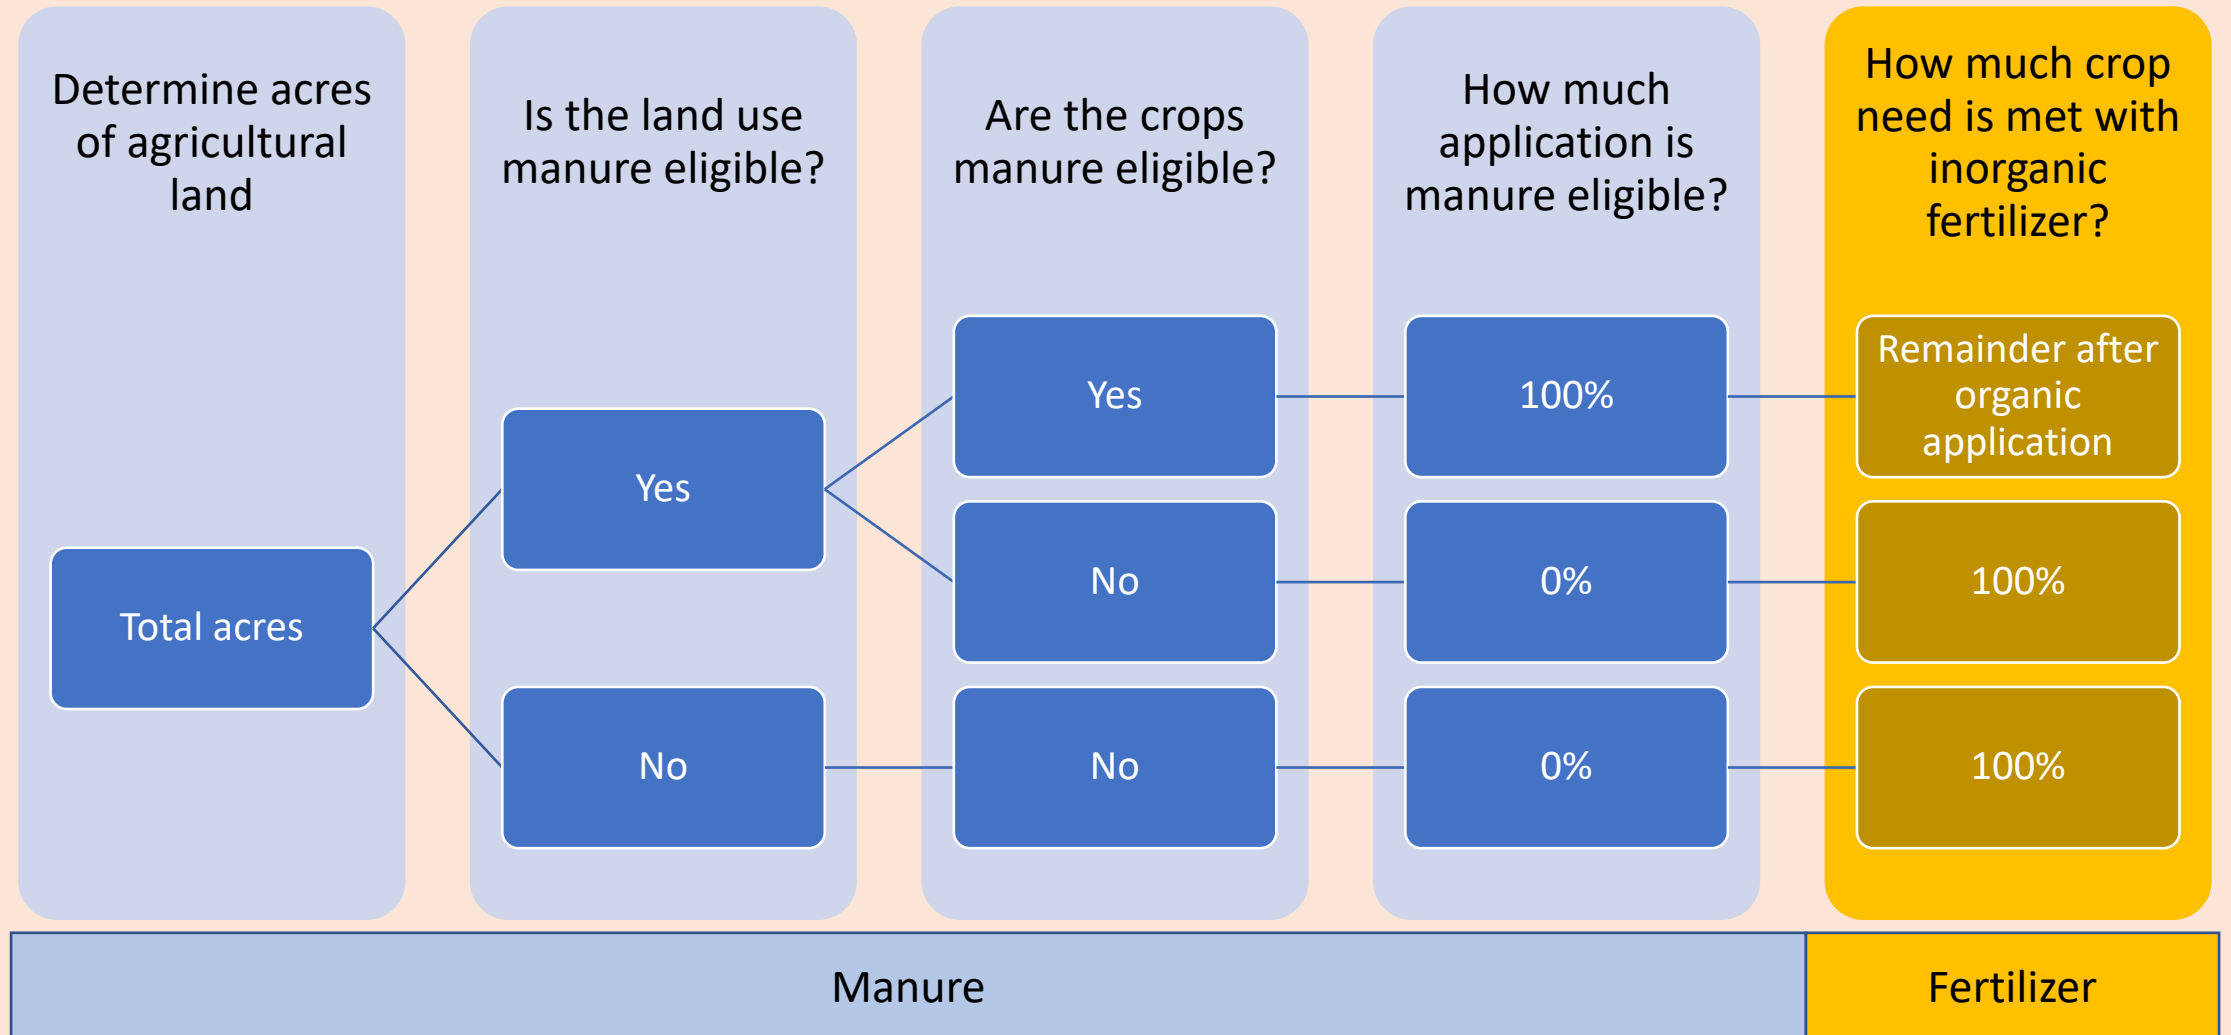 Determine acres
of agricultural
land
Is the land use
manure eligible?
Are the crops
manure eligible?
How much
application is
manure eligible?
How much crop
need is met with
inorganic
fertilizer?
Total acres
Yes
No
Yes
No
No
100%
0%
0%
Remainder after
organic
application
100%
100%
Manure
Fertilizer